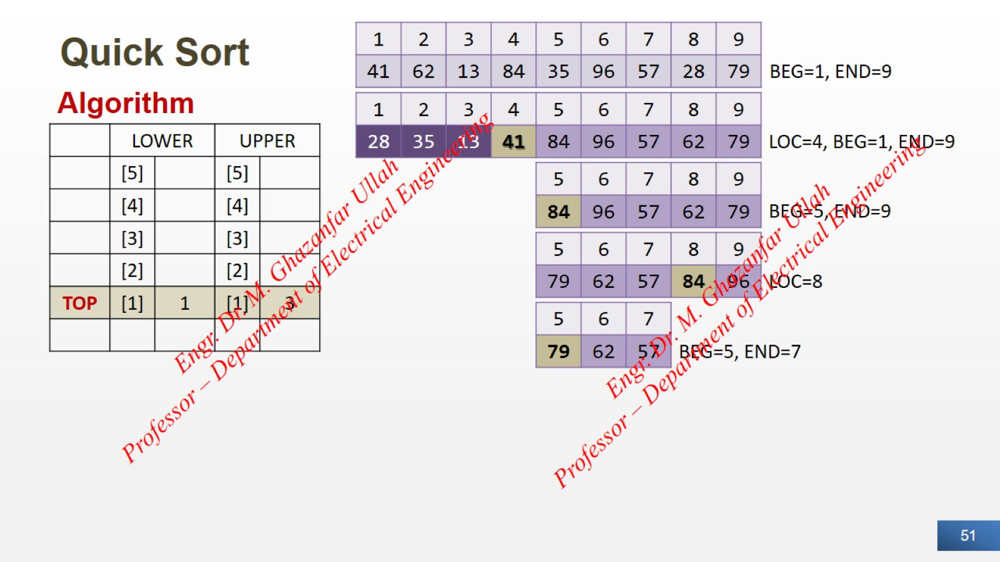 Quick Sort
Algorithm
LOWER UPPER
[5] [5]
[4] [4]
[3] [3]
[2] [2]
TOP [1] 1 [1] 3
1 2 3 4 5 6 7 8 9
41 62 13 84 35 96 57 28 79 BEG=1, END=9
1 2 3 4 5 6 7 8 9
28 35 13 41 84 96 57 62 79 LOC=4, BEG=1, END=9
5 6 7 8 9
84 96 57 62 79 BEG=5, END=9
5 6 7 8 9
79 62 57 84 96 LOC=8
5 6 7
79 62 57 BEG=5, END=7
Engr. Dr. M. Ghazanfar Ullah
Professor – Department of Electrical Engineering
Engr. Dr. M. Ghazanfar Ullah
Professor – Department of Electrical Engineering
51